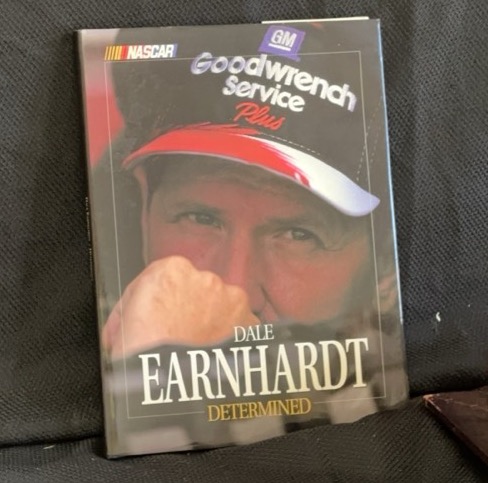 NASCAR
GM
Goodwrench
Service
Plus
DALE
EARNHARDT
DETERMINED